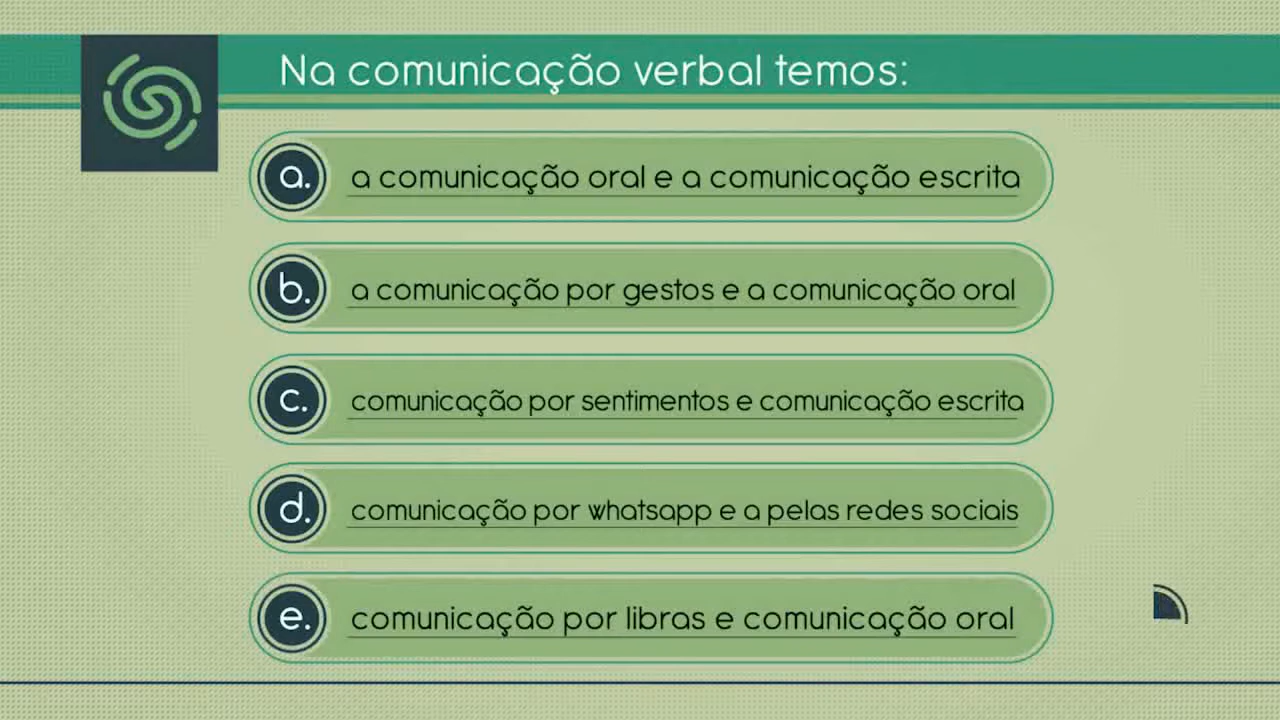 Na comunicação verbal temos:
a. a comunicação oral e a comunicação escrita
b. a comunicação por gestos e a comunicação oral
c. comunicação por sentimentos e comunicação escrita
d. comunicação por whatsapp e a pelas redes sociais
e. comunicação por libras e comunicação oral